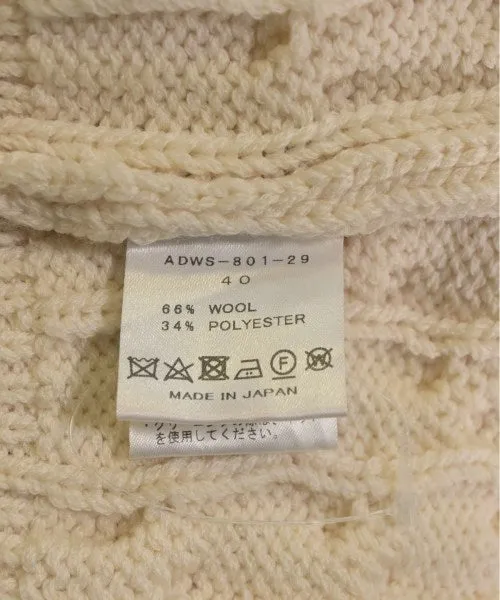 ADWS-801-29
40
66% WOOL
34% POLYESTER
F W
MADE IN JAPAN
を使用してください。